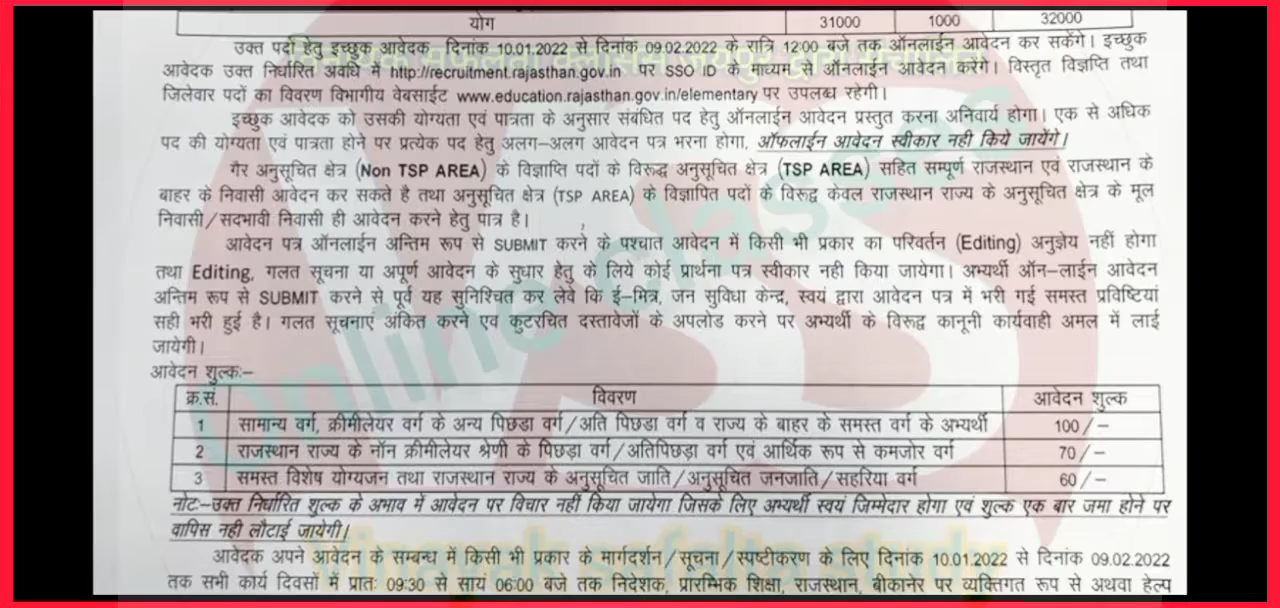 योग 31000 1000 32000
उक्त पदों हेतु इच्छुक आवेदक दिनांक 10.01.2022 से दिनांक 09.02.2022 के रात्रि 12:00 बजे तक ऑनलाईन आवेदन कर सकेंगे। इच्छुक
आवेदक उक्त निर्धारित अवधि में http://recruitment.rajasthan.gov.in पर SSO ID के माध्यम से ऑनलाईन आवेदन करेंगे। विस्तृत विज्ञप्ति तथा
जिलेवार पदों का विवरण विभागीय वेबसाईट www.education.rajasthan.gov.in/elementary पर उपलब्ध रहेगी।
इच्छुक आवेदक को उसकी योग्यता एवं पात्रता के अनुसार संबंधित पद हेतु ऑनलाईन आवेदन प्रस्तुत करना अनिवार्य होगा। एक से अधिक
पद की योग्यता एवं पात्रता होने पर प्रत्येक पद हेतु अलग–अलग आवेदन पत्र भरना होगा, ऑफलाईन आवेदन स्वीकार नही किये जायेंगे।
गैर अनुसूचित क्षेत्र (Non TSP AREA) के विज्ञाप्ति पदों के विरूद्ध अनुसूचित क्षेत्र (TSP AREA) सहित सम्पूर्ण राजस्थान एवं राजस्थान के
बाहर के निवासी आवेदन कर सकते है तथा अनुसूचित क्षेत्र (TSP AREA) के विज्ञापित पदों के विरूद्व केवल राजस्थान राज्य के अनुसूचित क्षेत्र के मूल
निवासी/सदभावी निवासी ही आवेदन करने हेतु पात्र है।
आवेदन पत्र ऑनलाईन अन्तिम रूप से SUBMIT करने के पश्चात आवेदन में किसी भी प्रकार का परिवर्तन (Editing) अनुज्ञेय नहीं होगा
तथा Editing, गलत सूचना या अपूर्ण आवेदन के सुधार हेतु के लिये कोई प्रार्थना पत्र स्वीकार नही किया जायेगा। अभ्यर्थी ऑन–लाईन आवेदन
अन्तिम रूप से SUBMIT करने से पूर्व यह सुनिश्चित कर लेवे कि ई–मित्र, जन सुविधा केन्द्र, स्वयं द्वारा आवेदन पत्र में भरी गई समस्त प्रविष्टियां
सही भरी हुई है। गलत सूचनाएं अंकित करने एवं कुटरचित दस्तावेजों के अपलोड करने पर अभ्यर्थी के विरूद्व कानूनी कार्यवाही अमल में लाई
जायेगी।
आवेदन शुल्कः–
क्र.सं. विवरण आवेदन शुल्क
1 सामान्य वर्ग, क्रीमीलेयर वर्ग के अन्य पिछडा वर्ग/अति पिछडा वर्ग व राज्य के बाहर के समस्त वर्ग के अभ्यर्थी 100/–
2 राजस्थान राज्य के नॉन क्रीमीलेयर श्रेणी के पिछडा वर्ग/अतिपिछडा वर्ग एवं आर्थिक रूप से कमजोर वर्ग 70/–
3 समस्त विशेष योग्यजन तथा राजस्थान राज्य के अनुसूचित जाति/अनुसूचित जनजाति/सहरिया वर्ग 60/–
नोट–उक्त निर्धारित शुल्क के अभाव में आवेदन पर विचार नहीं किया जायेगा जिसके लिए अभ्यर्थी स्वयं जिम्मेदार होगा एवं शुल्क एक बार जमा होने पर
वापिस नही लौटाई जायेगी।
आवेदक अपने आवेदन के सम्बन्ध में किसी भी प्रकार के मार्गदर्शन/सूचना/स्पष्टीकरण के लिए दिनांक 10.01.2022 से दिनांक 09.02.2022
तक सभी कार्य दिवसों में प्रातः 09:30 से सायं 06:00 बजे तक निदेशक, प्रारम्भिक शिक्षा, राजस्थान, बीकानेर पर व्यक्तिगत रूप से अथवा हेल्प
Online classes